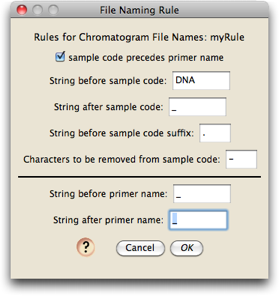 File Naming Rule
Rules for Chromatogram File Names: myRule
sample code precedes primer name
String before sample code: DNA
String after sample code: _
String before sample code suffix: .
Characters to be removed from sample code: -
String before primer name: _
String after primer name: _
? Cancel OK